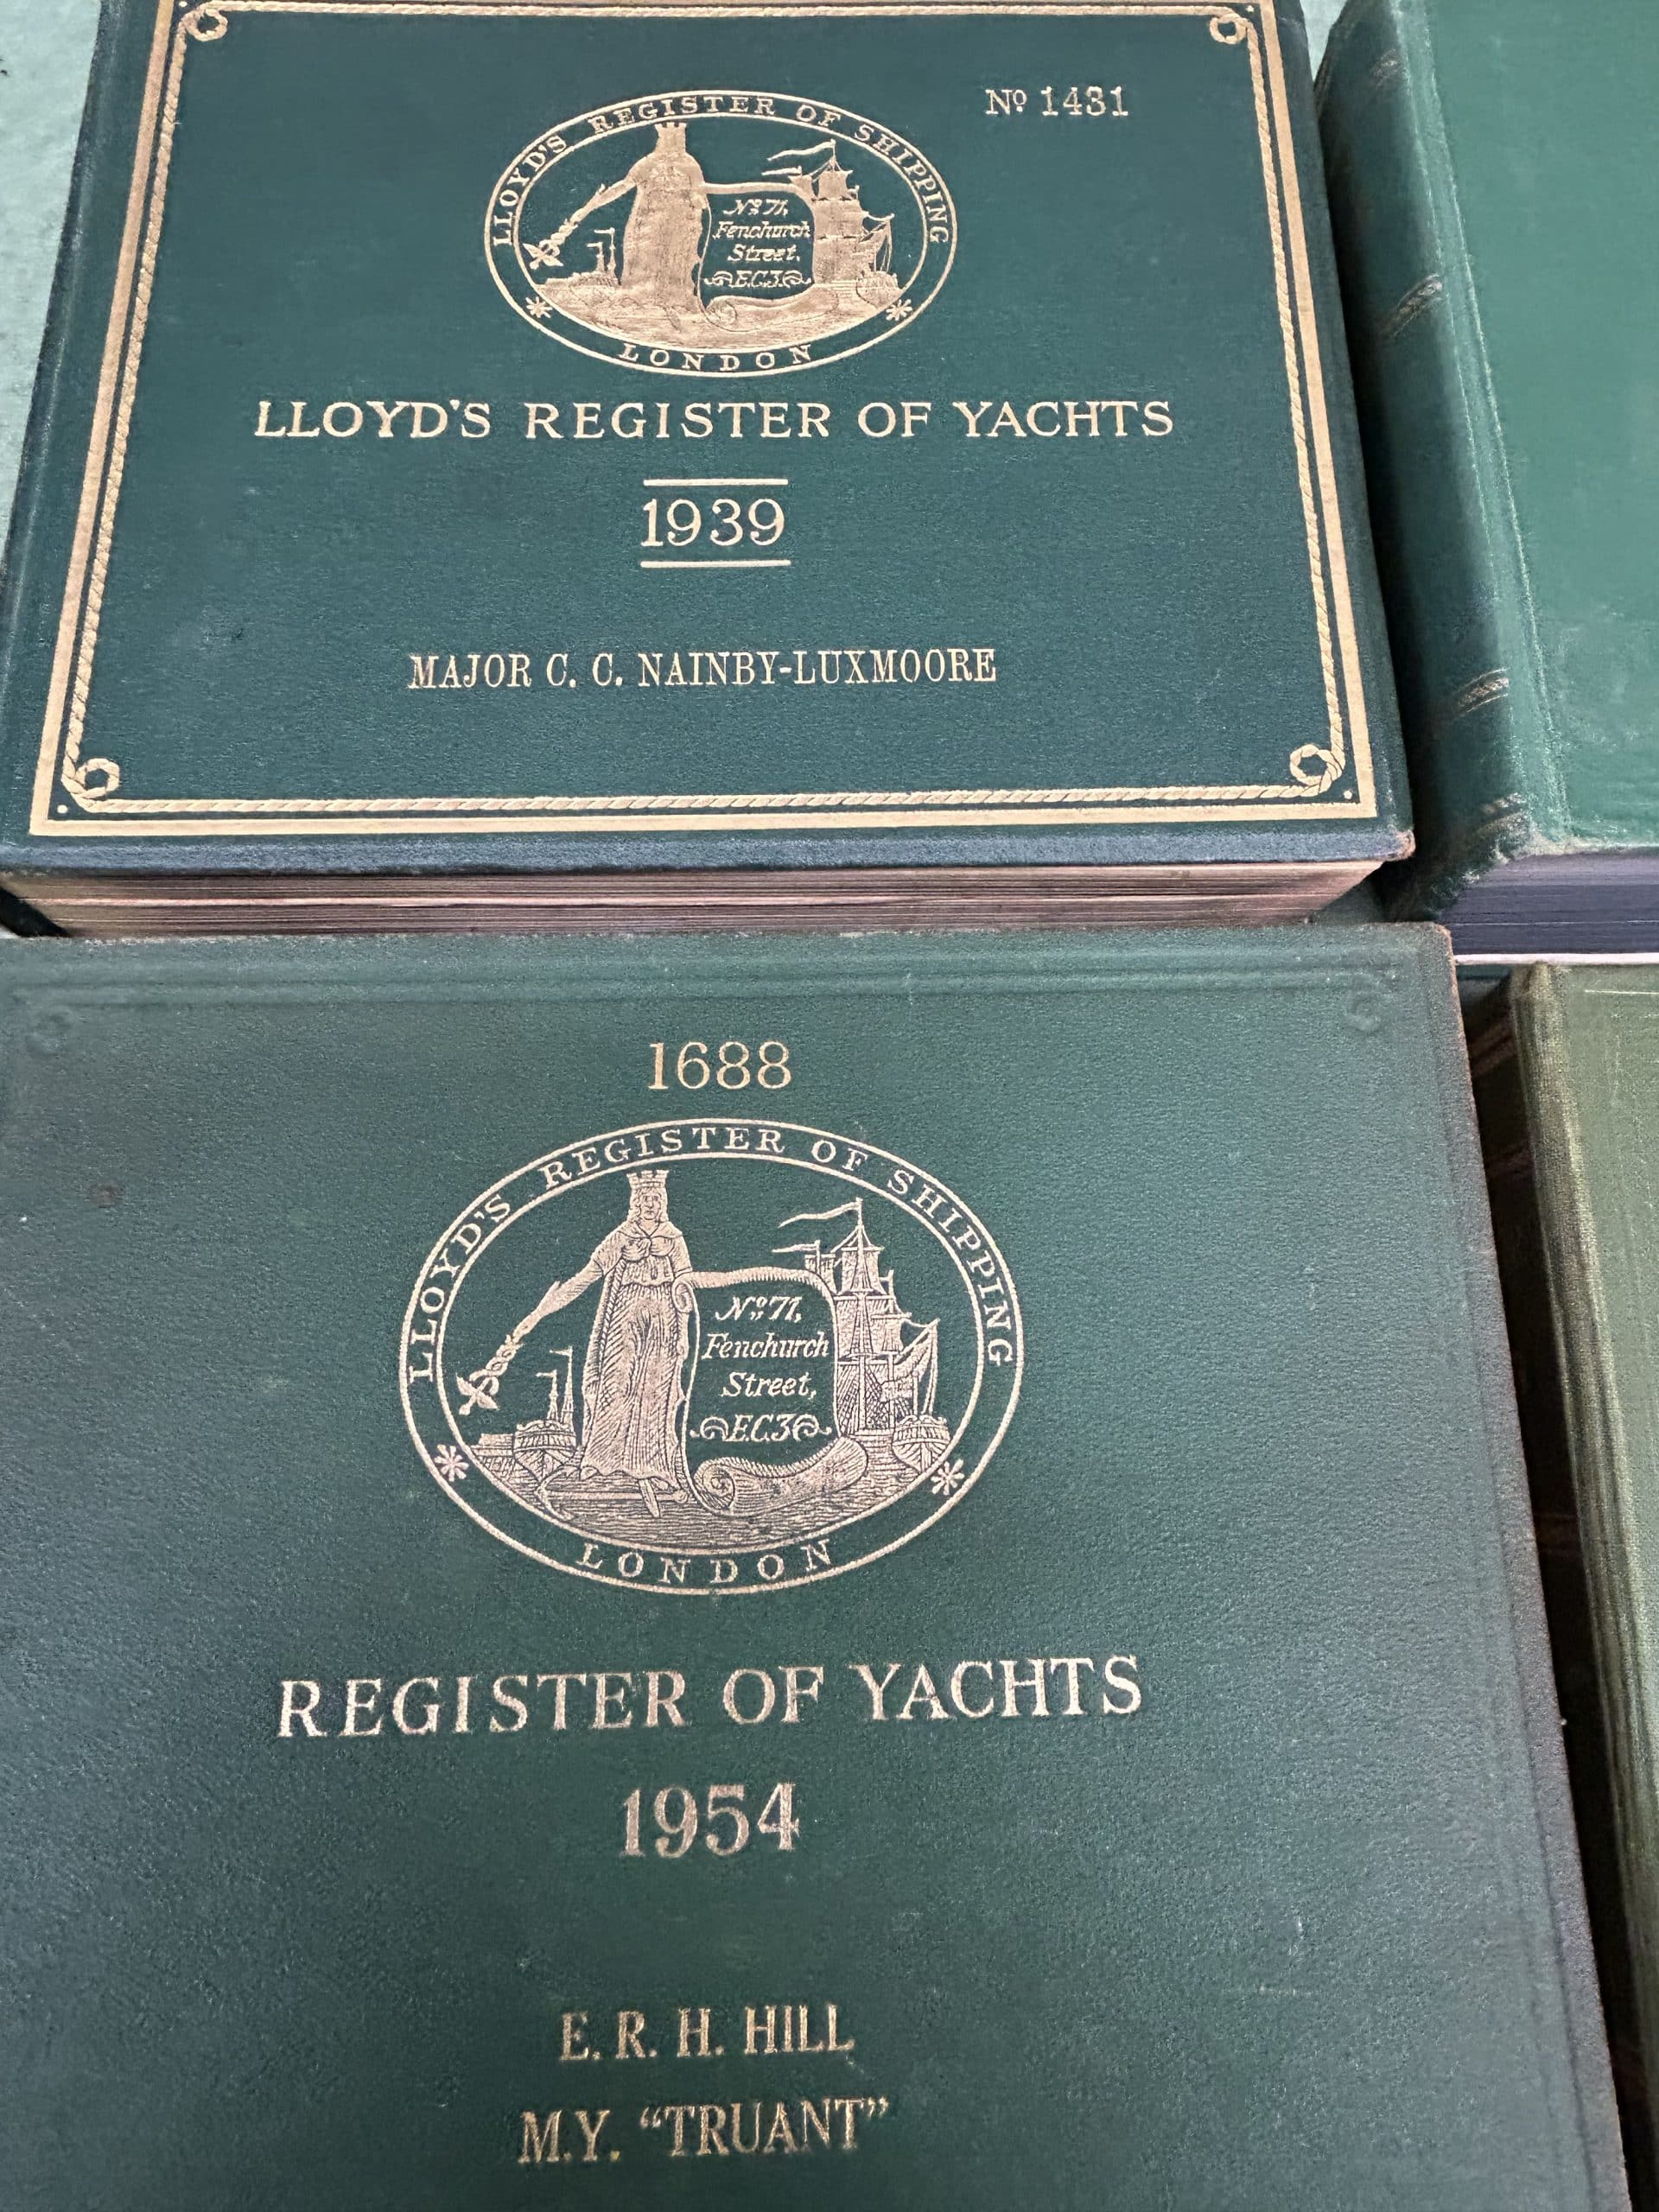 Nº 1431
LLOYD'S REGISTER OF SHIPPING
Nº 71,
Fenchurch
Street,
E.C.3
LONDON
LLOYD'S REGISTER OF YACHTS
1939
MAJOR C. C. NAINBY-LUXMOORE
1688
LLOYD'S REGISTER OF SHIPPING
Nº 71,
Fenchurch
Street,
E.C.3
LONDON
REGISTER OF YACHTS
1954
E. R. H. HILL
M.Y. “TRUANT”